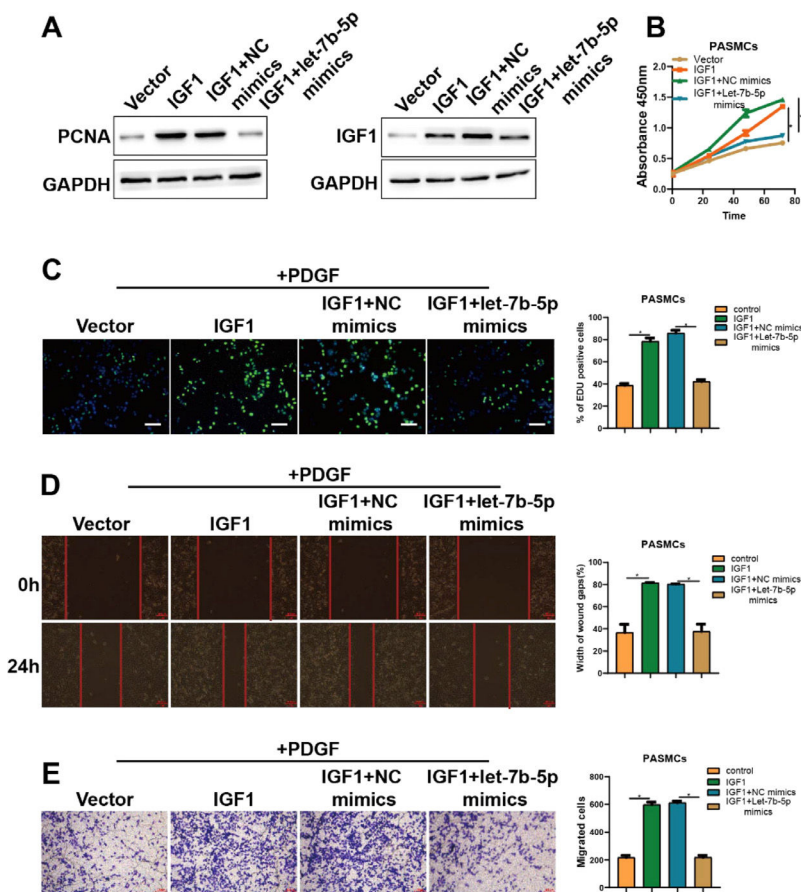 A
Vector
IGF1
IGF1+NC
mimics
IGF1+let-7b-5p
mimics
PCNA
GAPDH
Vector
IGF1
IGF1+NC
mimics
IGF1+let-7b-5p
mimics
IGF1
GAPDH
B
PASMCs
Vector
IGF1
IGF1+NC mimics
IGF1+Let-7b-5p
mimics
Absorbance 450nm
2.0
1.5
1.0
0.5
0.0
0 20 40 60 80
Time
C
+PDGF
Vector
IGF1
IGF1+NC
mimics
IGF1+let-7b-5p
mimics
PASMCs
control
IGF1
IGF1+NC mimics
IGF1+Let-7b-5p
mimics
% of EDU positive cells
100
80
60
40
20
0
D
+PDGF
Vector
IGF1
IGF1+NC
mimics
IGF1+let-7b-5p
mimics
0h
24h
PASMCs
control
IGF1
IGF1+NC mimics
IGF1+Let-7b-5p
mimics
Width of wound gaps(%)
100
80
60
40
20
0
E
+PDGF
Vector
IGF1
IGF1+NC
mimics
IGF1+let-7b-5p
mimics
PASMCs
control
IGF1
IGF1+NC mimics
IGF1+Let-7b-5p
mimics
Migrated cells
800
600
400
200
0